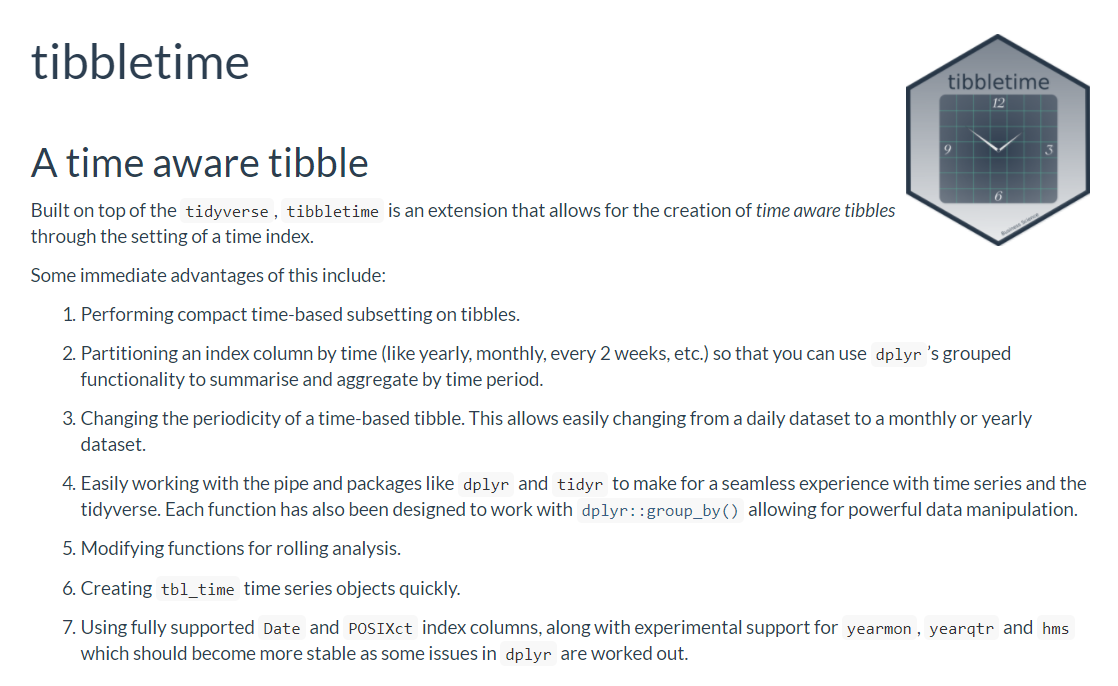 tibbletime
tibbletime
12
9
3
6
Business Science
A time aware tibble
Built on top of the tidyverse , tibbletime is an extension that allows for the creation of time aware tibbles
through the setting of a time index.
Some immediate advantages of this include:
1. Performing compact time-based subsetting on tibbles.
2. Partitioning an index column by time (like yearly, monthly, every 2 weeks, etc.) so that you can use dplyr ’s grouped
functionality to summarise and aggregate by time period.
3. Changing the periodicity of a time-based tibble. This allows easily changing from a daily dataset to a monthly or yearly
dataset.
4. Easily working with the pipe and packages like dplyr and tidyr to make for a seamless experience with time series and the
tidyverse. Each function has also been designed to work with dplyr::group_by() allowing for powerful data manipulation.
5. Modifying functions for rolling analysis.
6. Creating tbl_time time series objects quickly.
7. Using fully supported Date and POSIXct index columns, along with experimental support for yearmon , yearqtr and hms
which should become more stable as some issues in dplyr are worked out.